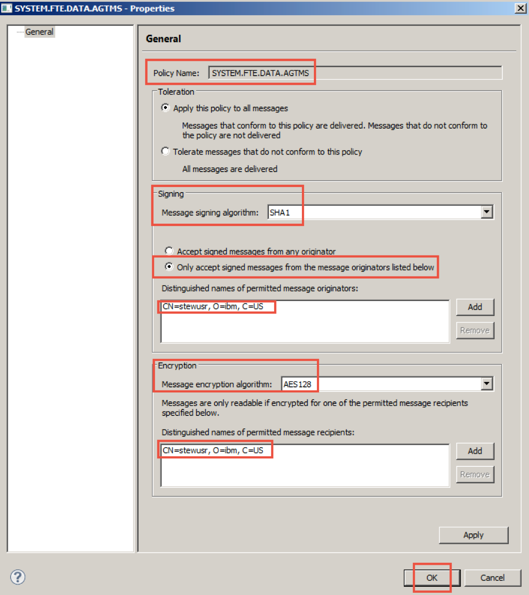 SYSTEM.FTE.DATA.AGTMS - Properties
General
General
Policy Name: SYSTEM.FTE.DATA.AGTMS
Toleration
Apply this policy to all messages
Messages that conform to this policy are delivered. Messages that do not conform to
the policy are not delivered
Tolerate messages that do not conform to this policy
All messages are delivered
Signing
Message signing algorithm: SHA1
Accept signed messages from any originator
Only accept signed messages from the message originators listed below
Distinguished names of permitted message originators:
CN=stewusr, O=ibm, C=US
Add
Remove
Encryption
Message encryption algorithm: AES128
Messages are only readable if encrypted for one of the permitted message recipients
specified below.
Distinguished names of permitted message recipients:
CN=stewusr, O=ibm, C=US
Add
Remove
Apply
?
OK Cancel